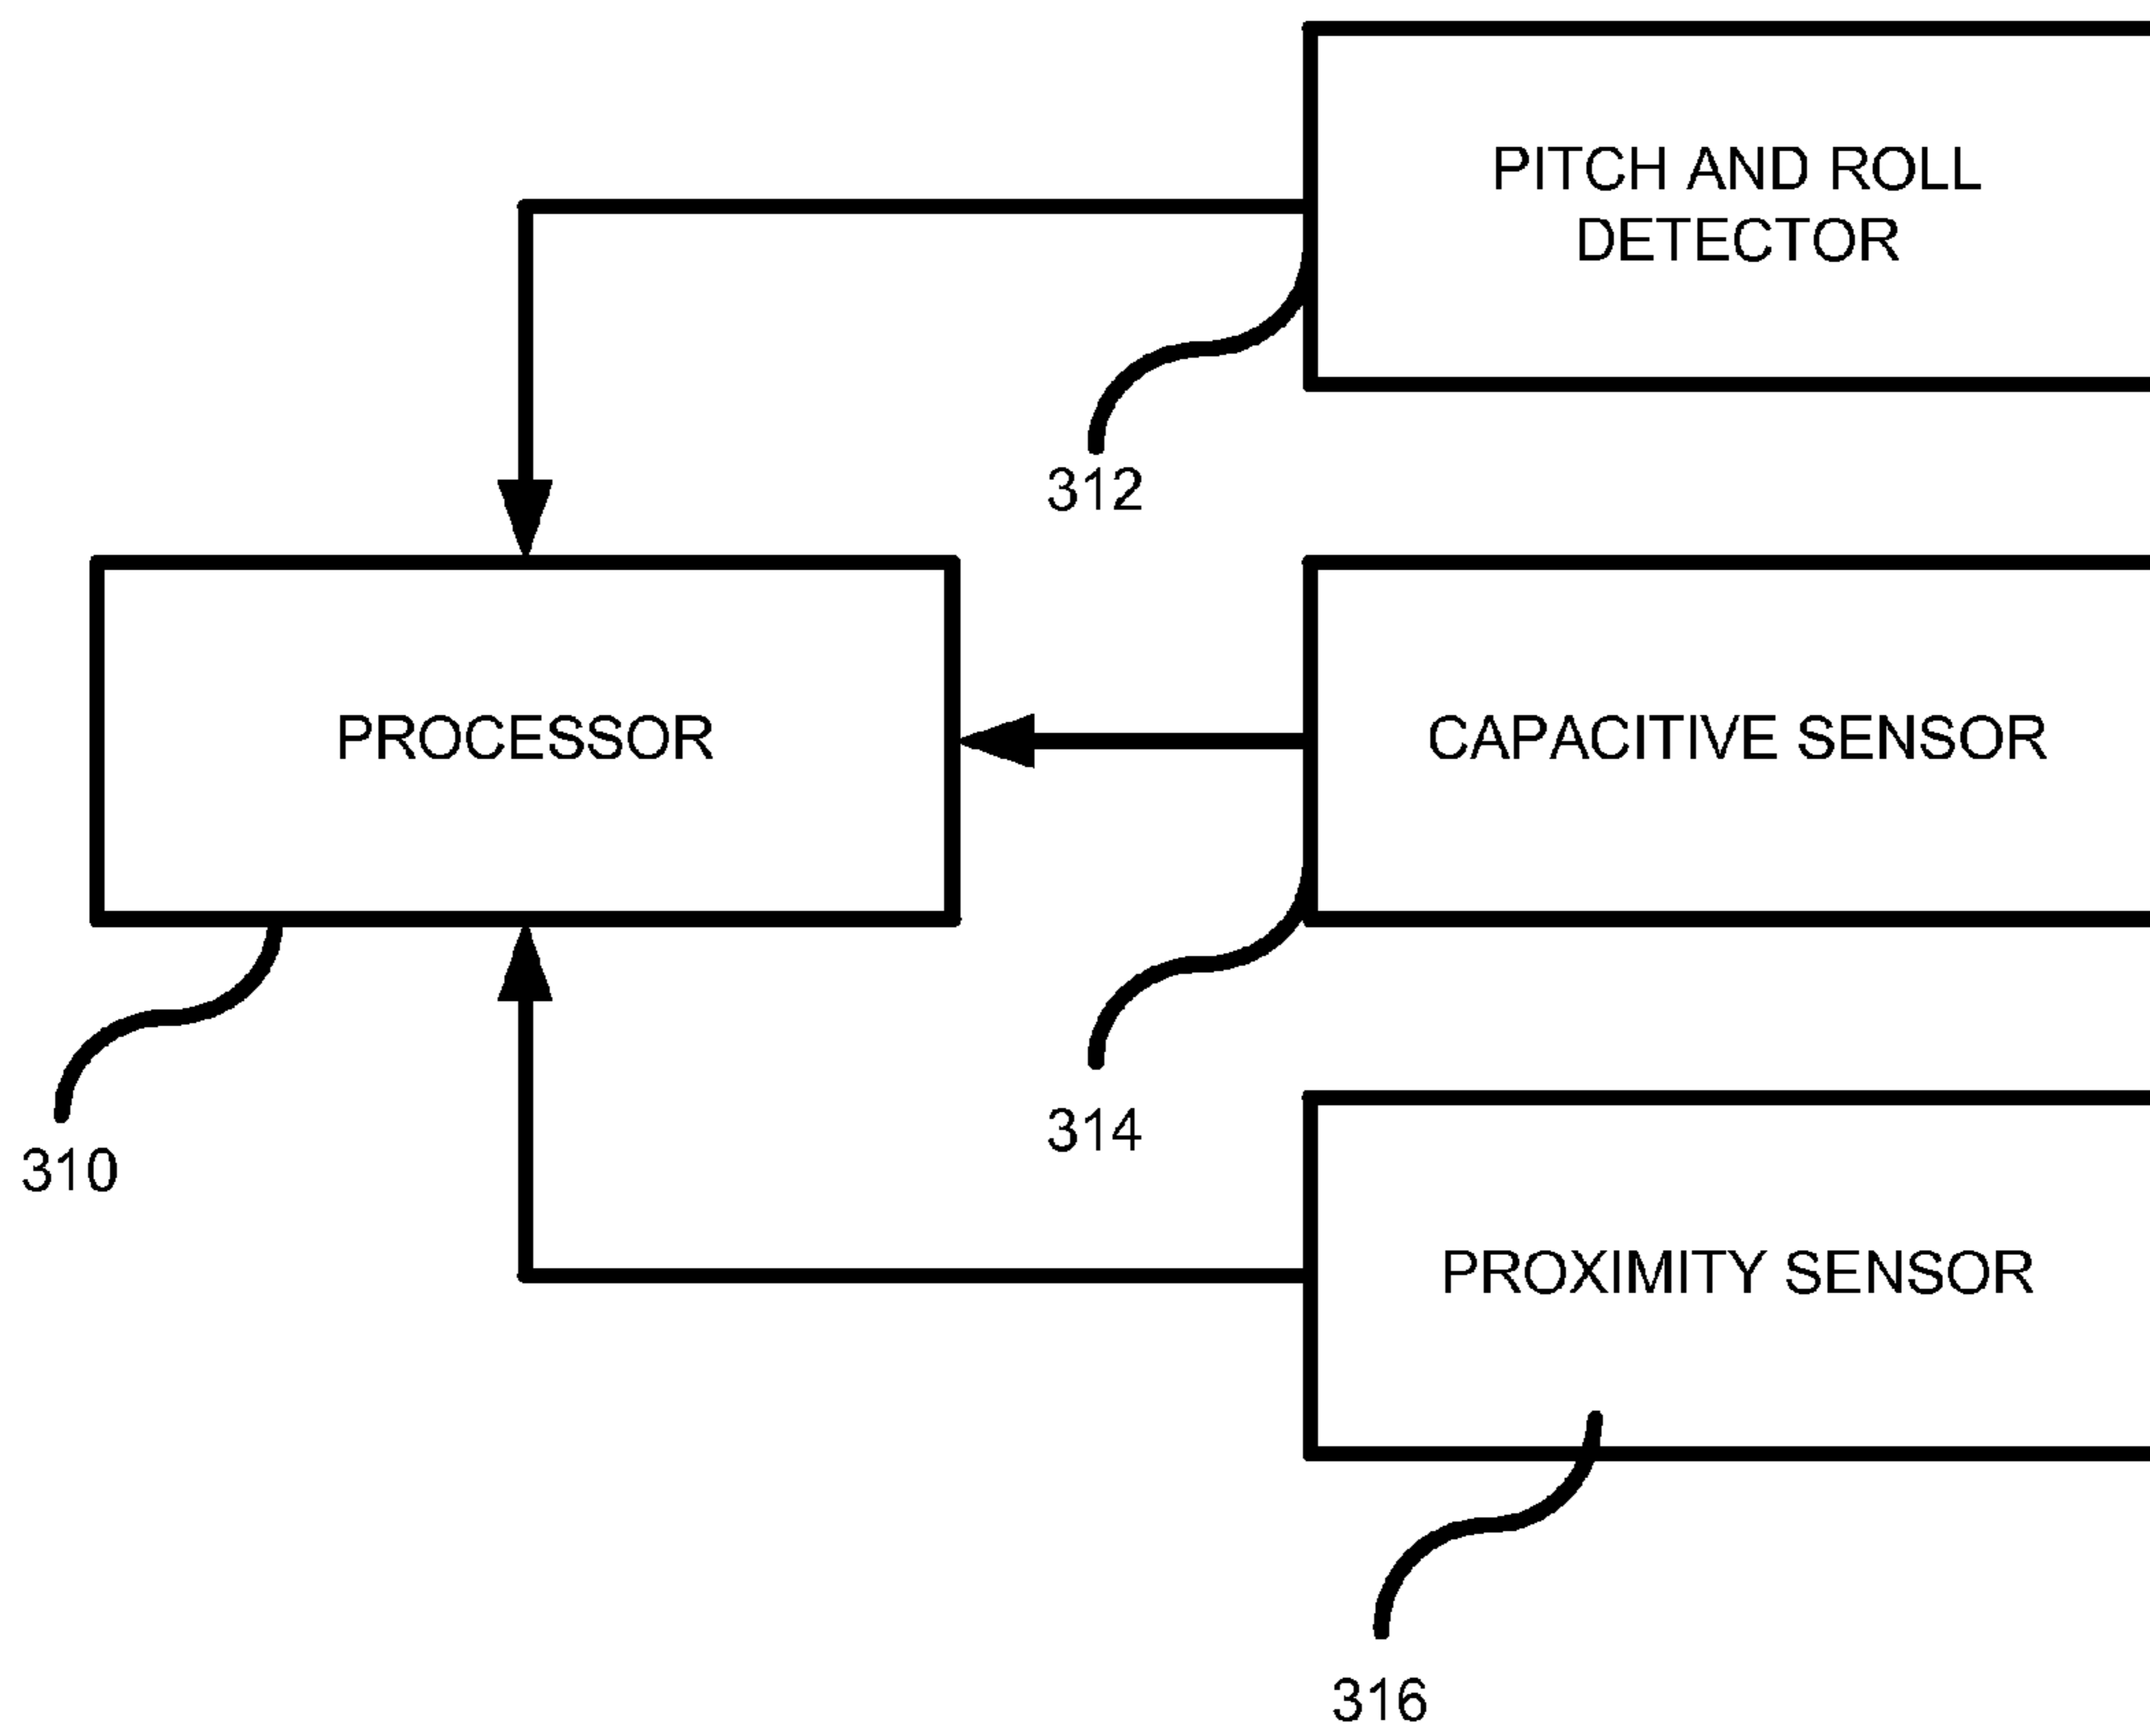 PITCH AND ROLL
DETECTOR
312
PROCESSOR
CAPACITIVE SENSOR
314
310
PROXIMITY SENSOR
316